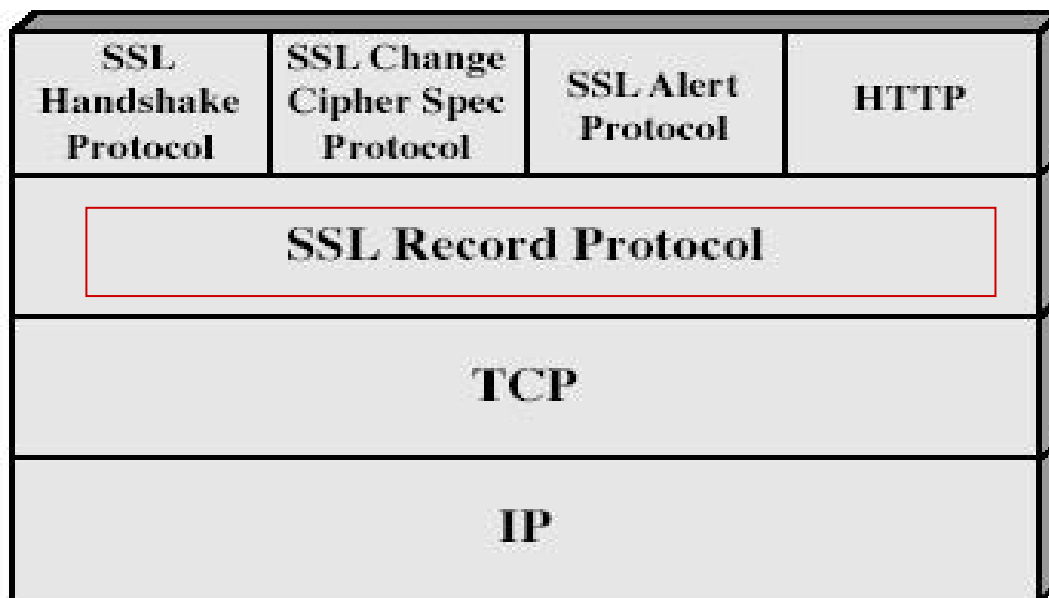 SSL
Handshake
Protocol
SSL Change
Cipher Spec
Protocol
SSL Alert
Protocol
HTTP
SSL Record Protocol
TCP
IP